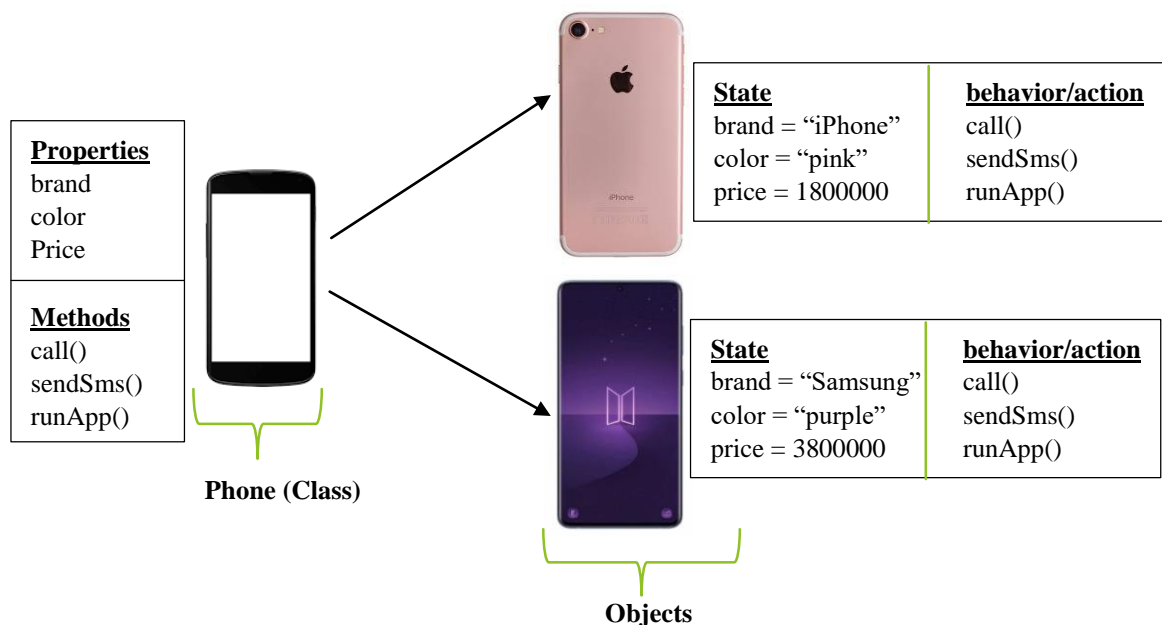 Properties
brand
color
Price
Methods
call()
sendSms()
runApp()
Phone (Class)
iPhone
State
brand = “iPhone”
color = “pink”
price = 1800000
behavior/action
call()
sendSms()
runApp()
State
brand = “Samsung”
color = “purple”
price = 3800000
behavior/action
call()
sendSms()
runApp()
Objects